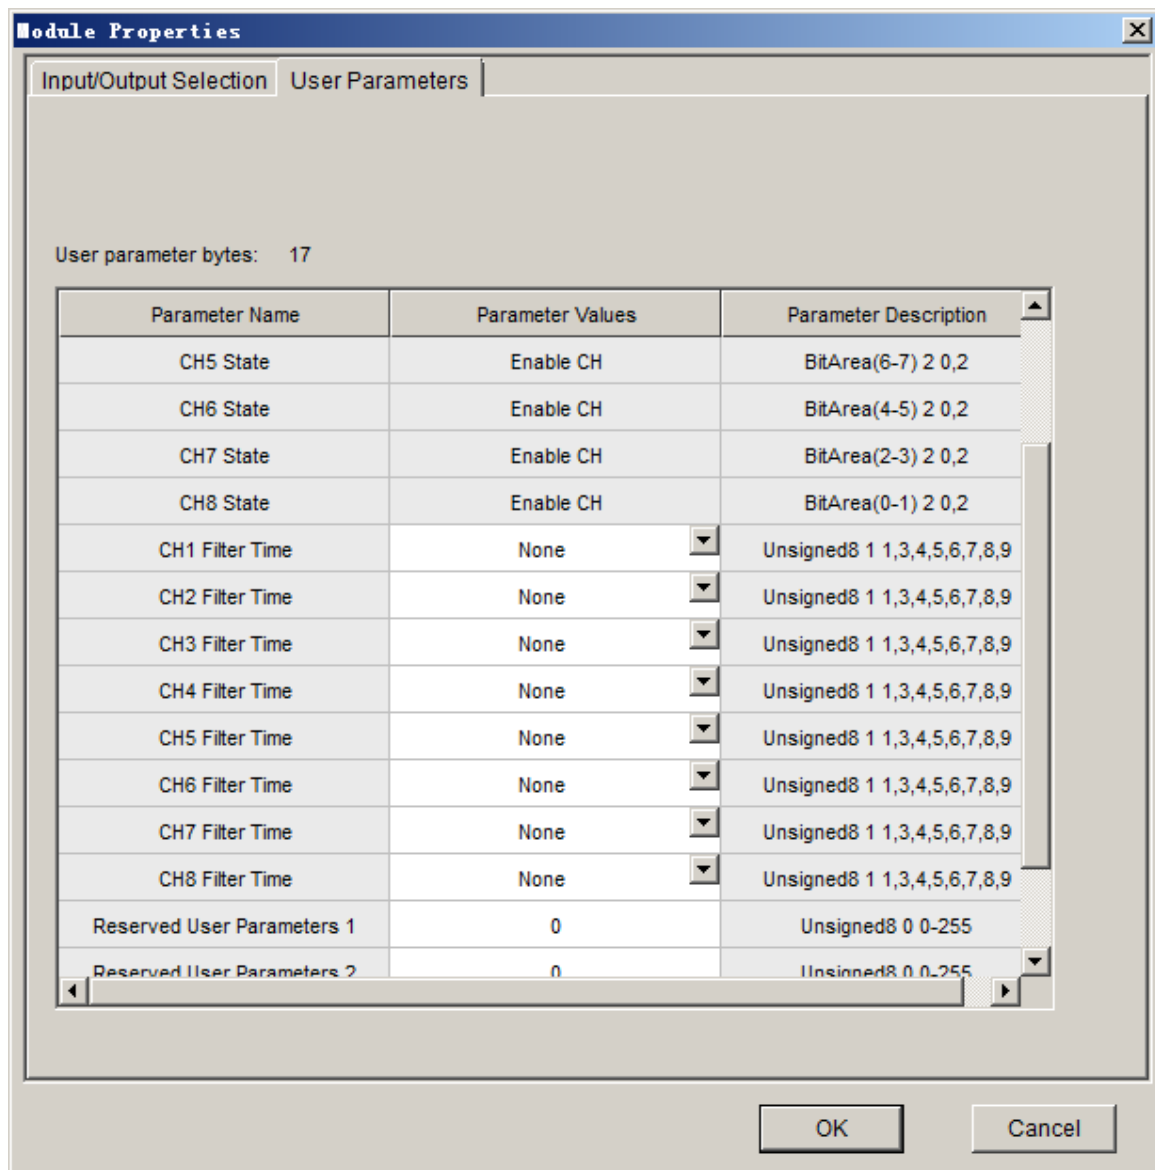 Module Properties
Input/Output Selection User Parameters
User parameter bytes: 17
Parameter Name Parameter Values Parameter Description
CH5 State Enable CH BitArea(6-7) 2 0,2
CH6 State Enable CH BitArea(4-5) 2 0,2
CH7 State Enable CH BitArea(2-3) 2 0,2
CH8 State Enable CH BitArea(0-1) 2 0,2
CH1 Filter Time None Unsigned8 1 1,3,4,5,6,7,8,9
CH2 Filter Time None Unsigned8 1 1,3,4,5,6,7,8,9
CH3 Filter Time None Unsigned8 1 1,3,4,5,6,7,8,9
CH4 Filter Time None Unsigned8 1 1,3,4,5,6,7,8,9
CH5 Filter Time None Unsigned8 1 1,3,4,5,6,7,8,9
CH6 Filter Time None Unsigned8 1 1,3,4,5,6,7,8,9
CH7 Filter Time None Unsigned8 1 1,3,4,5,6,7,8,9
CH8 Filter Time None Unsigned8 1 1,3,4,5,6,7,8,9
Reserved User Parameters 1 0 Unsigned8 0 0-255
Reserved User Parameters 2 0 Unsigned8 0 0-255
OK Cancel